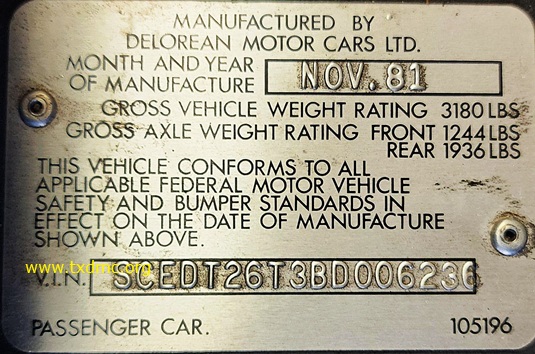 MANUFACTURED BY
DELOREAN MOTOR CARS LTD.
MONTH AND YEAR
OF MANUFACTURE NOV.81
GROSS VEHICLE WEIGHT RATING 3180 LBS
GROSS AXLE WEIGHT RATING FRONT 1244 LBS
REAR 1936 LBS
THIS VEHICLE CONFORMS TO ALL
APPLICABLE FEDERAL MOTOR VEHICLE
SAFETY AND BUMPER STANDARDS IN
EFFECT ON THE DATE OF MANUFACTURE
SHOWN ABOVE.
www.txdmc.org
V.I.N. SCEDT26T3BD006236
PASSENGER CAR. 105196